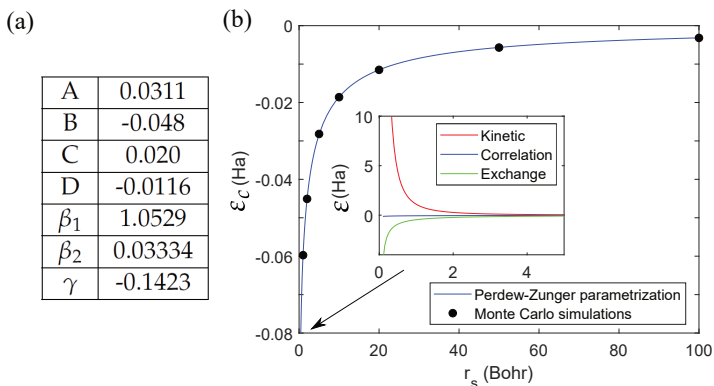 (a)
A 0.0311
B -0.048
C 0.020
D -0.0116
β₁ 1.0529
β₂ 0.03334
γ -0.1423
(b)
0
-0.02
-0.04
-0.06
-0.08
ℰ_C (Ha)
0 20 40 60 80 100
r_s (Bohr)
10
5
0
ℰ(Ha)
0 2 4
Kinetic
Correlation
Exchange
Perdew-Zunger parametrization
Monte Carlo simulations